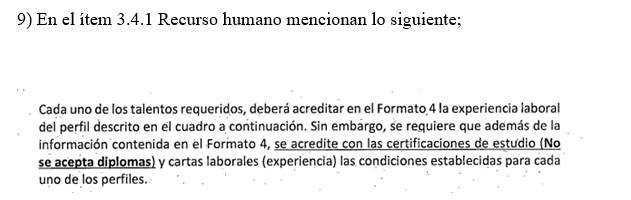 9) En el ítem 3.4.1 Recurso humano mencionan lo siguiente;
Cada uno de los talentos requeridos, deberá acreditar en el Formato 4 la experiencia laboral
del perfil descrito en el cuadro a continuación. Sin embargo, se requiere que además de la
información contenida en el Formato 4, se acredite con las certificaciones de estudio (No
se acepta diplomas) y cartas laborales (experiencia) las condiciones establecidas para cada
uno de los perfiles.